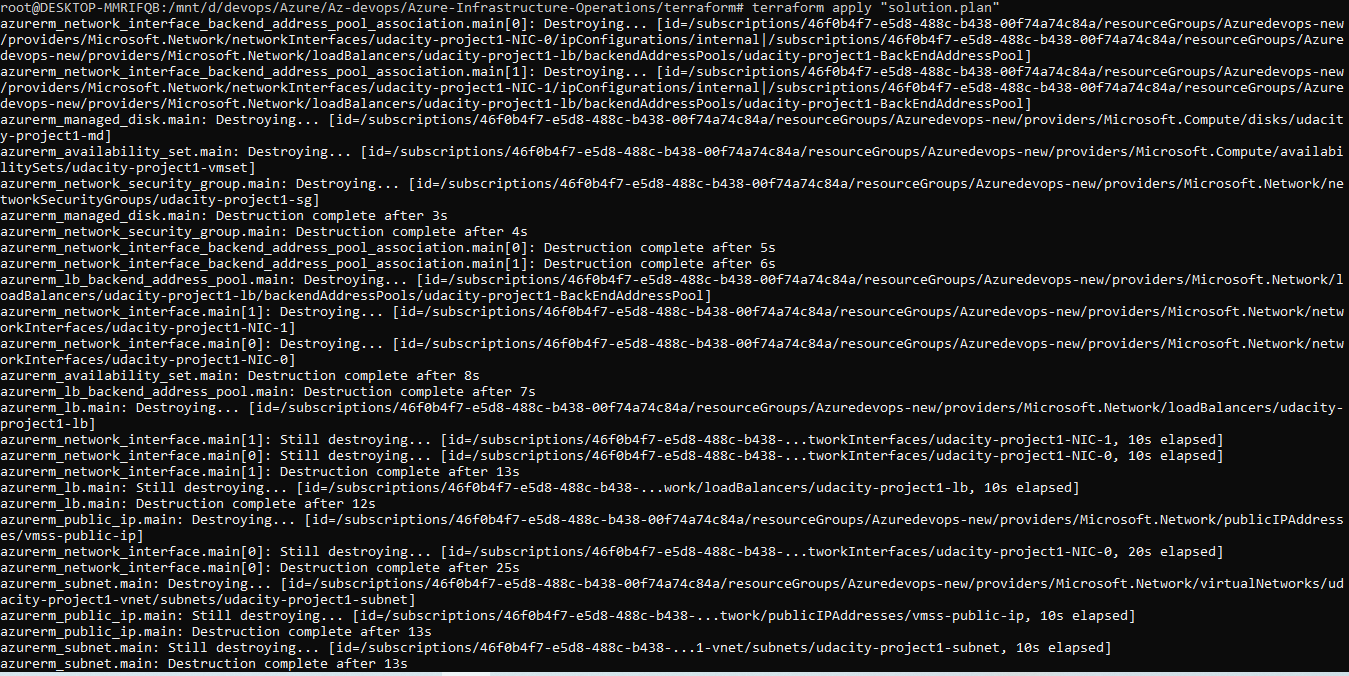 root@DESKTOP-MMRIFQB:/mnt/d/devops/Azure/Az-devops/Azure-Infrastructure-Operations/terraform# terraform apply "solution.plan"
azurerm_network_interface_backend_address_pool_association.main[0]: Destroying... [id=/subscriptions/46f0b4f7-e5d8-488c-b438-00f74a74c84a/resourceGroups/Azuredevops-new
/providers/Microsoft.Network/networkInterfaces/udacity-project1-NIC-0/ipConfigurations/internal|/subscriptions/46f0b4f7-e5d8-488c-b438-00f74a74c84a/resourceGroups/Azure
devops-new/providers/Microsoft.Network/loadBalancers/udacity-project1-lb/backendAddressPools/udacity-project1-BackEndAddressPool]
azurerm_network_interface_backend_address_pool_association.main[1]: Destroying... [id=/subscriptions/46f0b4f7-e5d8-488c-b438-00f74a74c84a/resourceGroups/Azuredevops-new
/providers/Microsoft.Network/networkInterfaces/udacity-project1-NIC-1/ipConfigurations/internal|/subscriptions/46f0b4f7-e5d8-488c-b438-00f74a74c84a/resourceGroups/Azure
devops-new/providers/Microsoft.Network/loadBalancers/udacity-project1-lb/backendAddressPools/udacity-project1-BackEndAddressPool]
azurerm_managed_disk.main: Destroying... [id=/subscriptions/46f0b4f7-e5d8-488c-b438-00f74a74c84a/resourceGroups/Azuredevops-new/providers/Microsoft.Compute/disks/udacit
y-project1-md]
azurerm_availability_set.main: Destroying... [id=/subscriptions/46f0b4f7-e5d8-488c-b438-00f74a74c84a/resourceGroups/Azuredevops-new/providers/Microsoft.Compute/availabi
litySets/udacity-project1-vmset]
azurerm_network_security_group.main: Destroying... [id=/subscriptions/46f0b4f7-e5d8-488c-b438-00f74a74c84a/resourceGroups/Azuredevops-new/providers/Microsoft.Network/ne
tworkSecurityGroups/udacity-project1-sg]
azurerm_managed_disk.main: Destruction complete after 3s
azurerm_network_security_group.main: Destruction complete after 4s
azurerm_network_interface_backend_address_pool_association.main[0]: Destruction complete after 5s
azurerm_network_interface_backend_address_pool_association.main[1]: Destruction complete after 6s
azurerm_lb_backend_address_pool.main: Destroying... [id=/subscriptions/46f0b4f7-e5d8-488c-b438-00f74a74c84a/resourceGroups/Azuredevops-new/providers/Microsoft.Network/l
oadBalancers/udacity-project1-lb/backendAddressPools/udacity-project1-BackEndAddressPool]
azurerm_network_interface.main[1]: Destroying... [id=/subscriptions/46f0b4f7-e5d8-488c-b438-00f74a74c84a/resourceGroups/Azuredevops-new/providers/Microsoft.Network/netw
orkInterfaces/udacity-project1-NIC-1]
azurerm_network_interface.main[0]: Destroying... [id=/subscriptions/46f0b4f7-e5d8-488c-b438-00f74a74c84a/resourceGroups/Azuredevops-new/providers/Microsoft.Network/netw
orkInterfaces/udacity-project1-NIC-0]
azurerm_availability_set.main: Destruction complete after 8s
azurerm_lb_backend_address_pool.main: Destruction complete after 7s
azurerm_lb.main: Destroying... [id=/subscriptions/46f0b4f7-e5d8-488c-b438-00f74a74c84a/resourceGroups/Azuredevops-new/providers/Microsoft.Network/loadBalancers/udacity-
project1-lb]
azurerm_network_interface.main[1]: Still destroying... [id=/subscriptions/46f0b4f7-e5d8-488c-b438-...tworkInterfaces/udacity-project1-NIC-1, 10s elapsed]
azurerm_network_interface.main[0]: Still destroying... [id=/subscriptions/46f0b4f7-e5d8-488c-b438-...tworkInterfaces/udacity-project1-NIC-0, 10s elapsed]
azurerm_network_interface.main[1]: Destruction complete after 13s
azurerm_lb.main: Still destroying... [id=/subscriptions/46f0b4f7-e5d8-488c-b438-...work/loadBalancers/udacity-project1-lb, 10s elapsed]
azurerm_lb.main: Destruction complete after 12s
azurerm_public_ip.main: Destroying... [id=/subscriptions/46f0b4f7-e5d8-488c-b438-00f74a74c84a/resourceGroups/Azuredevops-new/providers/Microsoft.Network/publicIPAddress
es/vmss-public-ip]
azurerm_network_interface.main[0]: Still destroying... [id=/subscriptions/46f0b4f7-e5d8-488c-b438-...tworkInterfaces/udacity-project1-NIC-0, 20s elapsed]
azurerm_network_interface.main[0]: Destruction complete after 25s
azurerm_subnet.main: Destroying... [id=/subscriptions/46f0b4f7-e5d8-488c-b438-00f74a74c84a/resourceGroups/Azuredevops-new/providers/Microsoft.Network/virtualNetworks/ud
acity-project1-vnet/subnets/udacity-project1-subnet]
azurerm_public_ip.main: Still destroying... [id=/subscriptions/46f0b4f7-e5d8-488c-b438-...twork/publicIPAddresses/vmss-public-ip, 10s elapsed]
azurerm_public_ip.main: Destruction complete after 13s
azurerm_subnet.main: Still destroying... [id=/subscriptions/46f0b4f7-e5d8-488c-b438-...1-vnet/subnets/udacity-project1-subnet, 10s elapsed]
azurerm_subnet.main: Destruction complete after 13s